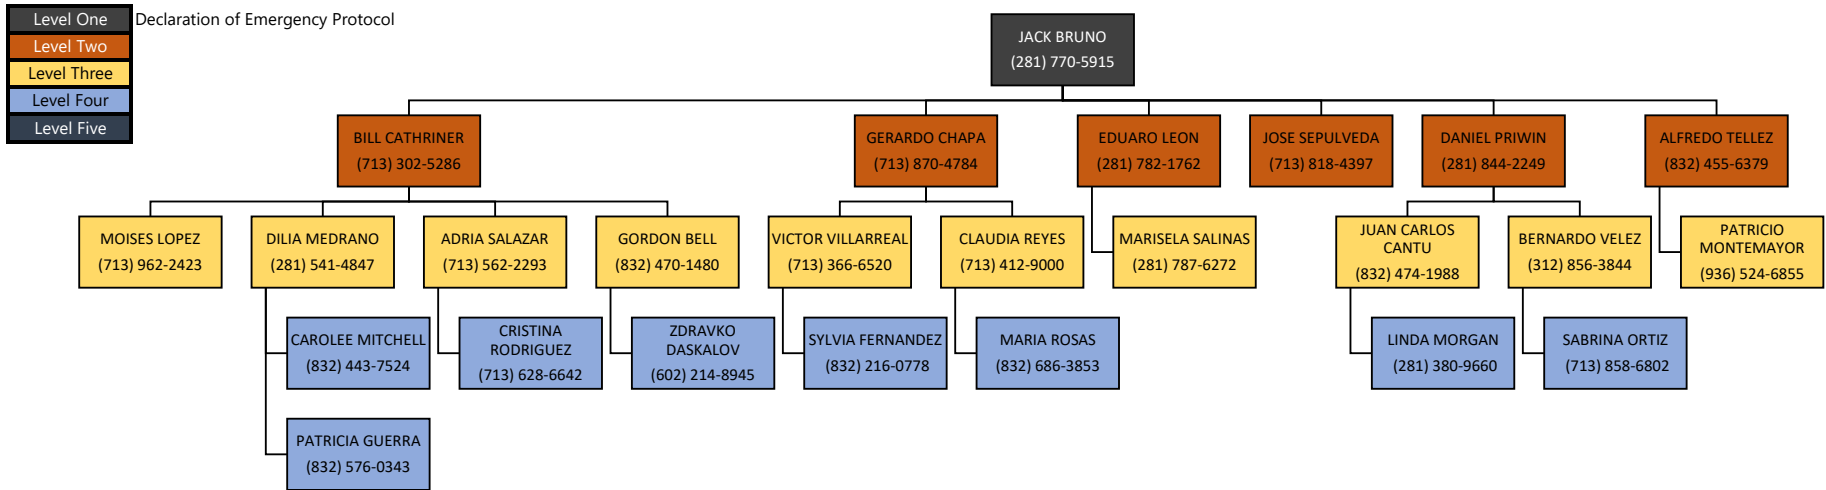 Level One
Declaration of Emergency Protocol
Level Two
Level Three
Level Four
Level Five
JACK BRUNO
(281) 770-5915
BILL CATHRINER
(713) 302-5286
GERARDO CHAPA
(713) 870-4784
EDUARO LEON
(281) 782-1762
JOSE SEPULVEDA
(713) 818-4397
DANIEL PRIWIN
(281) 844-2249
ALFREDO TELLEZ
(832) 455-6379
MOISES LOPEZ
(713) 962-2423
DILIA MEDRANO
(281) 541-4847
ADRIA SALAZAR
(713) 562-2293
GORDON BELL
(832) 470-1480
VICTOR VILLARREAL
(713) 366-6520
CLAUDIA REYES
(713) 412-9000
MARISELA SALINAS
(281) 787-6272
JUAN CARLOS
CANTU
(832) 474-1988
BERNARDO VELEZ
(312) 856-3844
PATRICIO
MONTEMAYOR
(936) 524-6855
CAROLEE MITCHELL
(832) 443-7524
CRISTINA
RODRIGUEZ
(713) 628-6642
ZDRAVKO
DASKALOV
(602) 214-8945
SYLVIA FERNANDEZ
(832) 216-0778
MARIA ROSAS
(832) 686-3853
LINDA MORGAN
(281) 380-9660
SABRINA ORTIZ
(713) 858-6802
PATRICIA GUERRA
(832) 576-0343